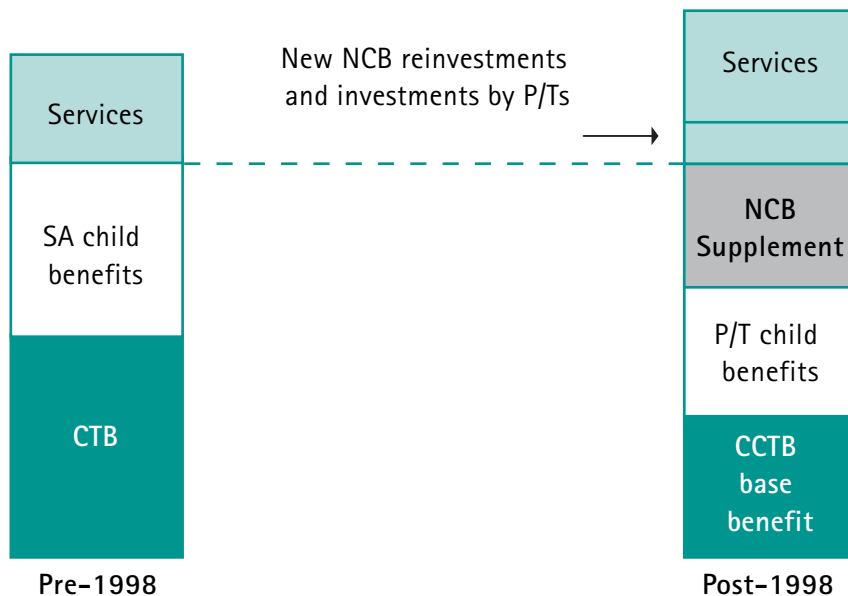 Services
SA child
benefits
CTB
Pre-1998
New NCB reinvestments
and investments by P/Ts
Services
NCB
Supplement
P/T child
benefits
CCTB
base
benefit
Post-1998